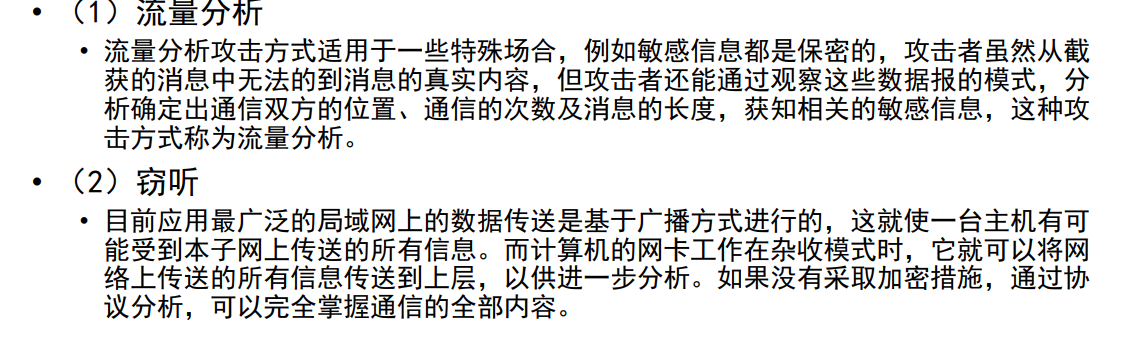 • （1）流量分析
• 流量分析攻击方式适用于一些特殊场合，例如敏感信息都是保密的，攻击者虽然从截
获的消息中无法的到消息的真实内容，但攻击者还能通过观察这些数据报的模式，分
析确定出通信双方的位置、通信的次数及消息的长度，获知相关的敏感信息，这种攻
击方式称为流量分析。
• （2）窃听
• 目前应用最广泛的局域网上的数据传送是基于广播方式进行的，这就使一台主机有可
能受到本子网上传送的所有信息。而计算机的网卡工作在杂收模式时，它就可以将网
络上传送的所有信息传送到上层，以供进一步分析。如果没有采取加密措施，通过协
议分析，可以完全掌握通信的全部内容。